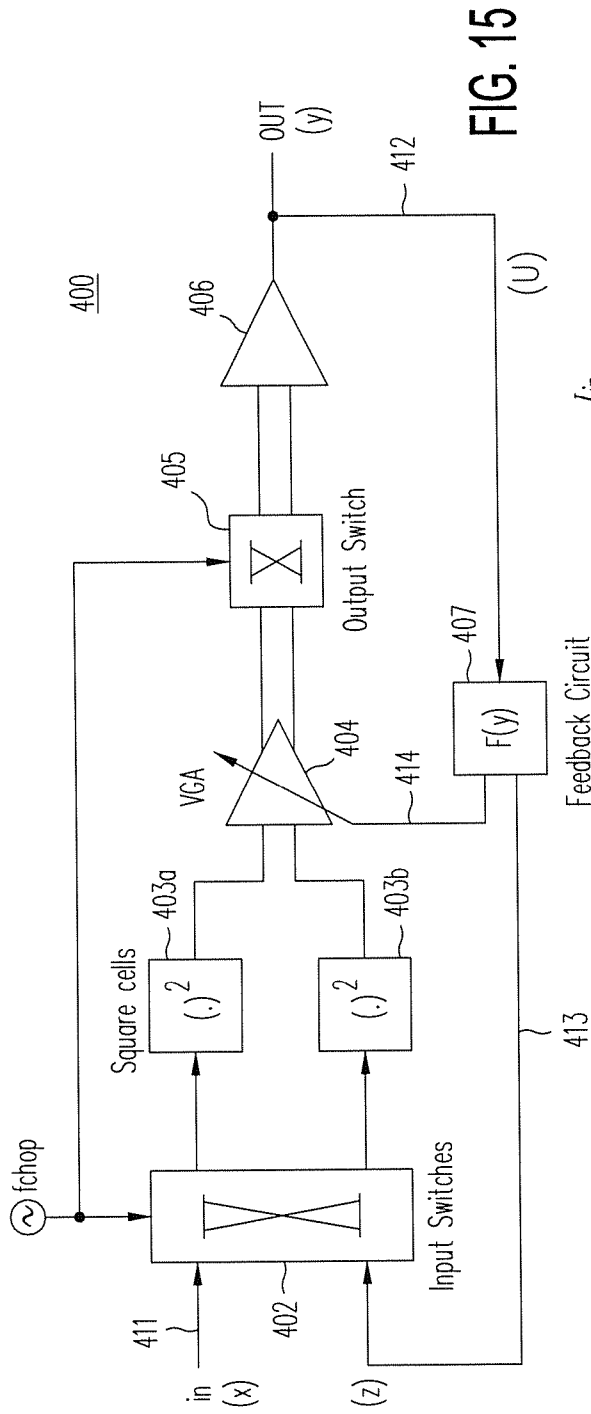 400
fchop
in
(x)
411
402
Input Switches
(z)
Square cells
(.)²
403a
(.)²
403b
VGA
404
405
Output Switch
406
OUT
(y)
412
(U)
407
F(y)
Feedback Circuit
414
413
FIG. 15